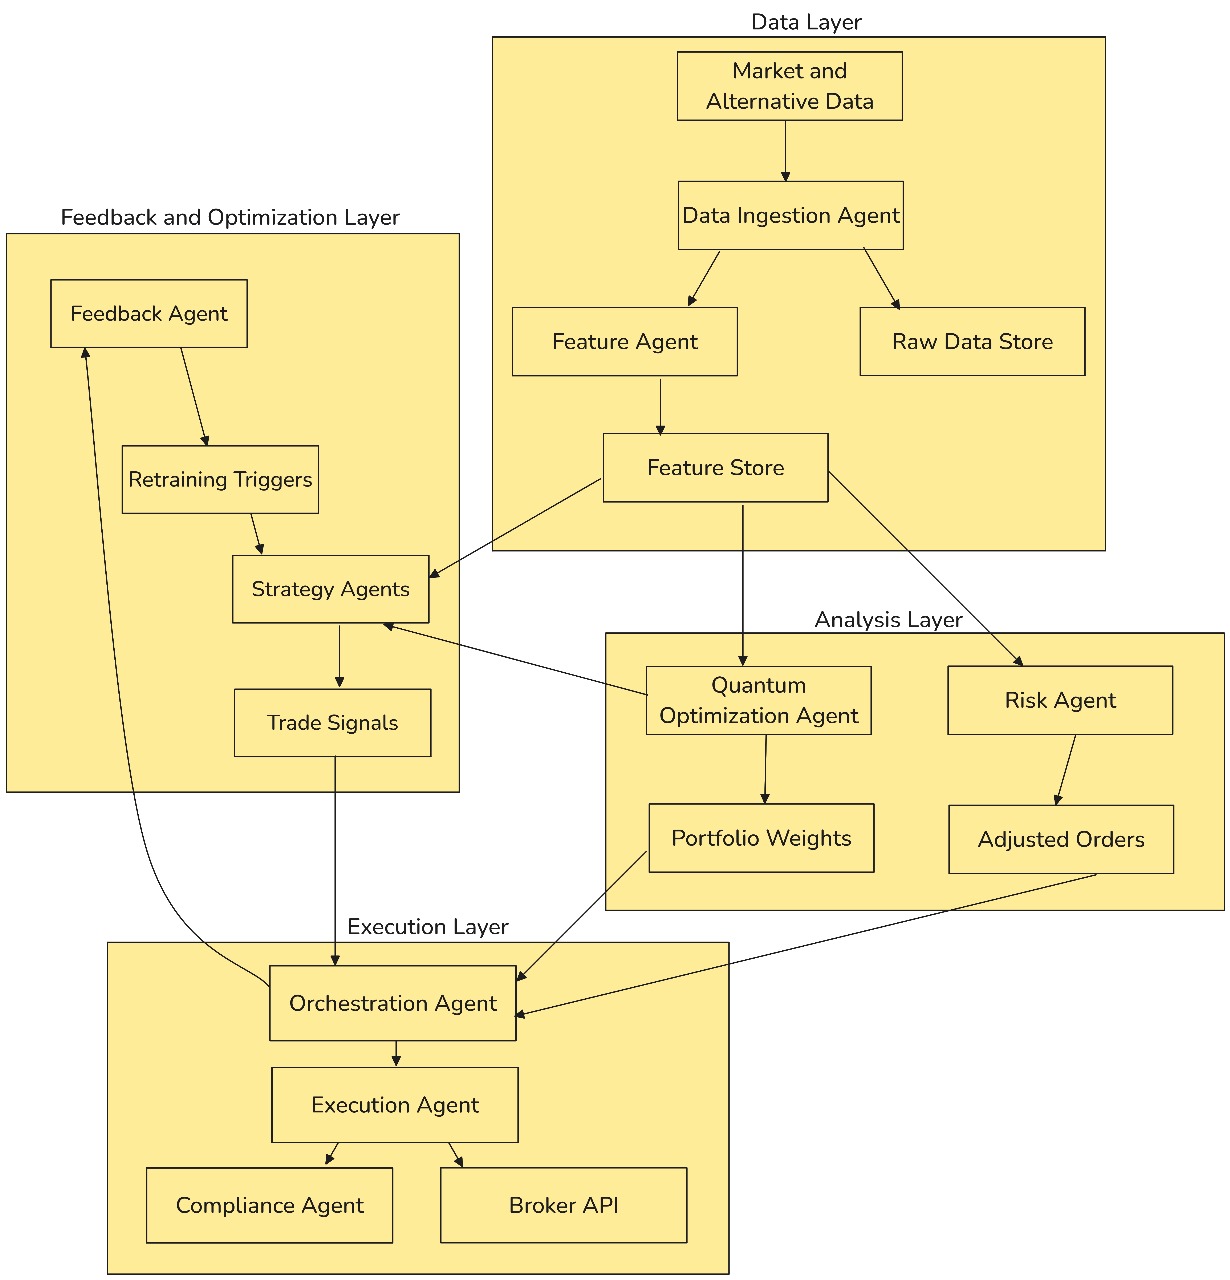 Data Layer
Market and
Alternative Data
Data Ingestion Agent
Feature Agent
Raw Data Store
Feature Store
Feedback and Optimization Layer
Feedback Agent
Retraining Triggers
Strategy Agents
Trade Signals
Analysis Layer
Quantum
Optimization Agent
Risk Agent
Portfolio Weights
Adjusted Orders
Execution Layer
Orchestration Agent
Execution Agent
Compliance Agent
Broker API